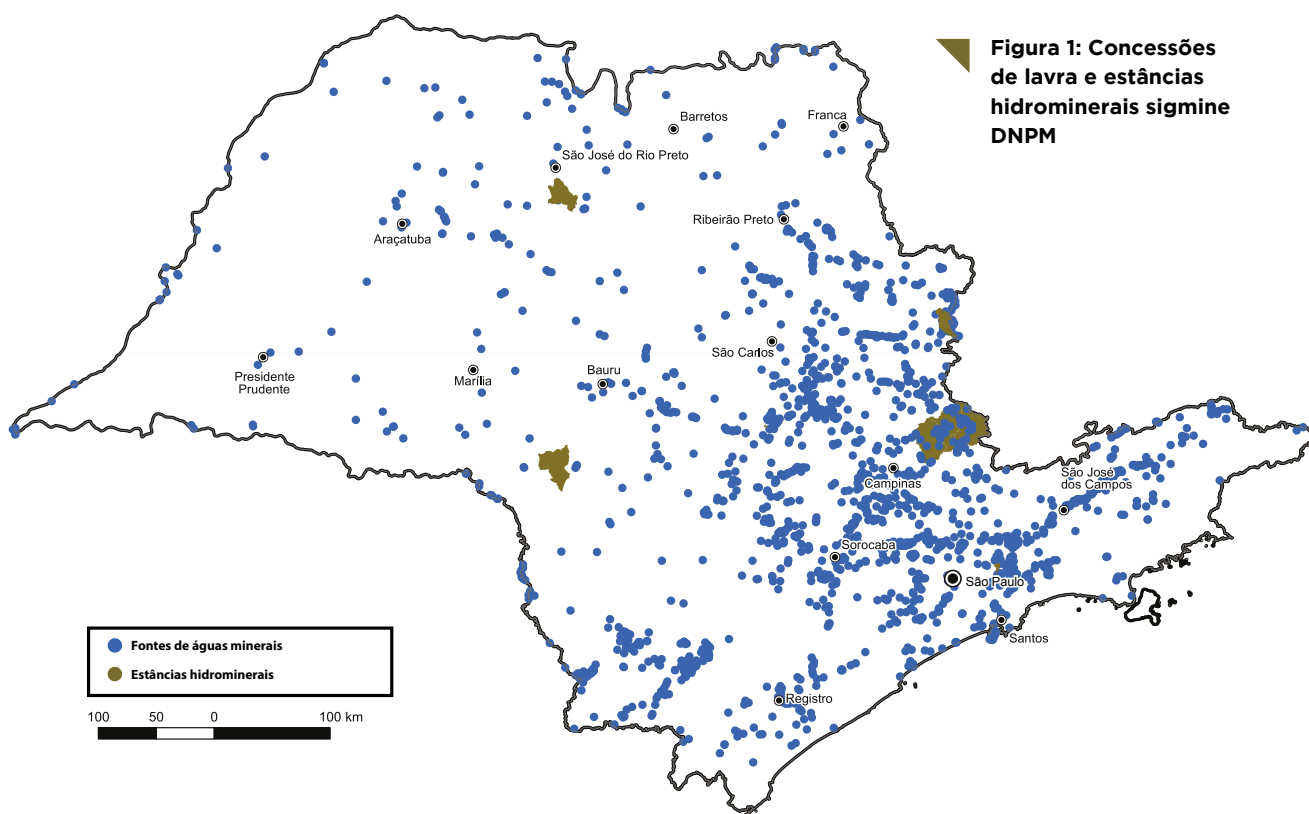 Figura 1: Concessões
de lavra e estâncias
hidrominerais sigmine
DNPM
Barretos
Franca
São José do Rio Preto
Ribeirão Preto
Araçatuba
São Carlos
Presidente
Prudente
Marília
Bauru
Campinas
São José
dos Campos
Sorocaba
São Paulo
Santos
Registro
Fontes de águas minerais
Estâncias hidrominerais
100 50 0 100 km